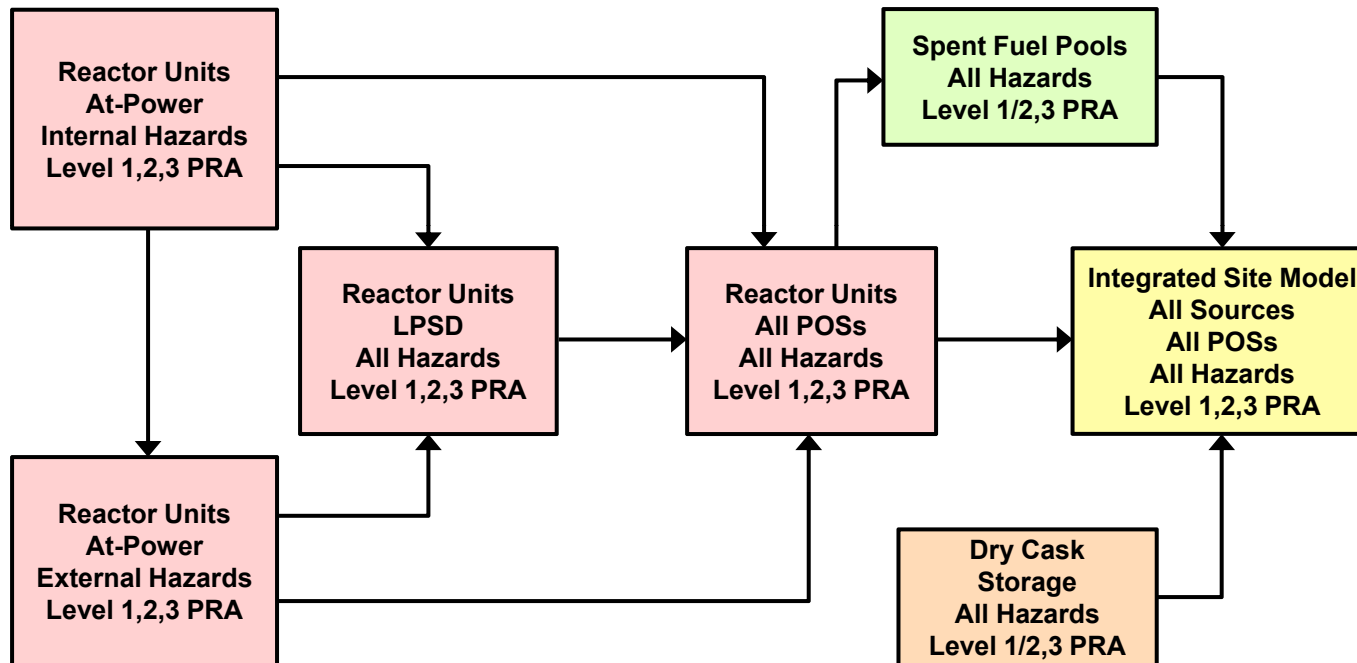 Reactor Units
At-Power
Internal Hazards
Level 1,2,3 PRA
Spent Fuel Pools
All Hazards
Level 1/2,3 PRA
Reactor Units
LPSD
All Hazards
Level 1,2,3 PRA
Reactor Units
All POSs
All Hazards
Level 1,2,3 PRA
Integrated Site Model
All Sources
All POSs
All Hazards
Level 1,2,3 PRA
Reactor Units
At-Power
External Hazards
Level 1,2,3 PRA
Dry Cask
Storage
All Hazards
Level 1/2,3 PRA